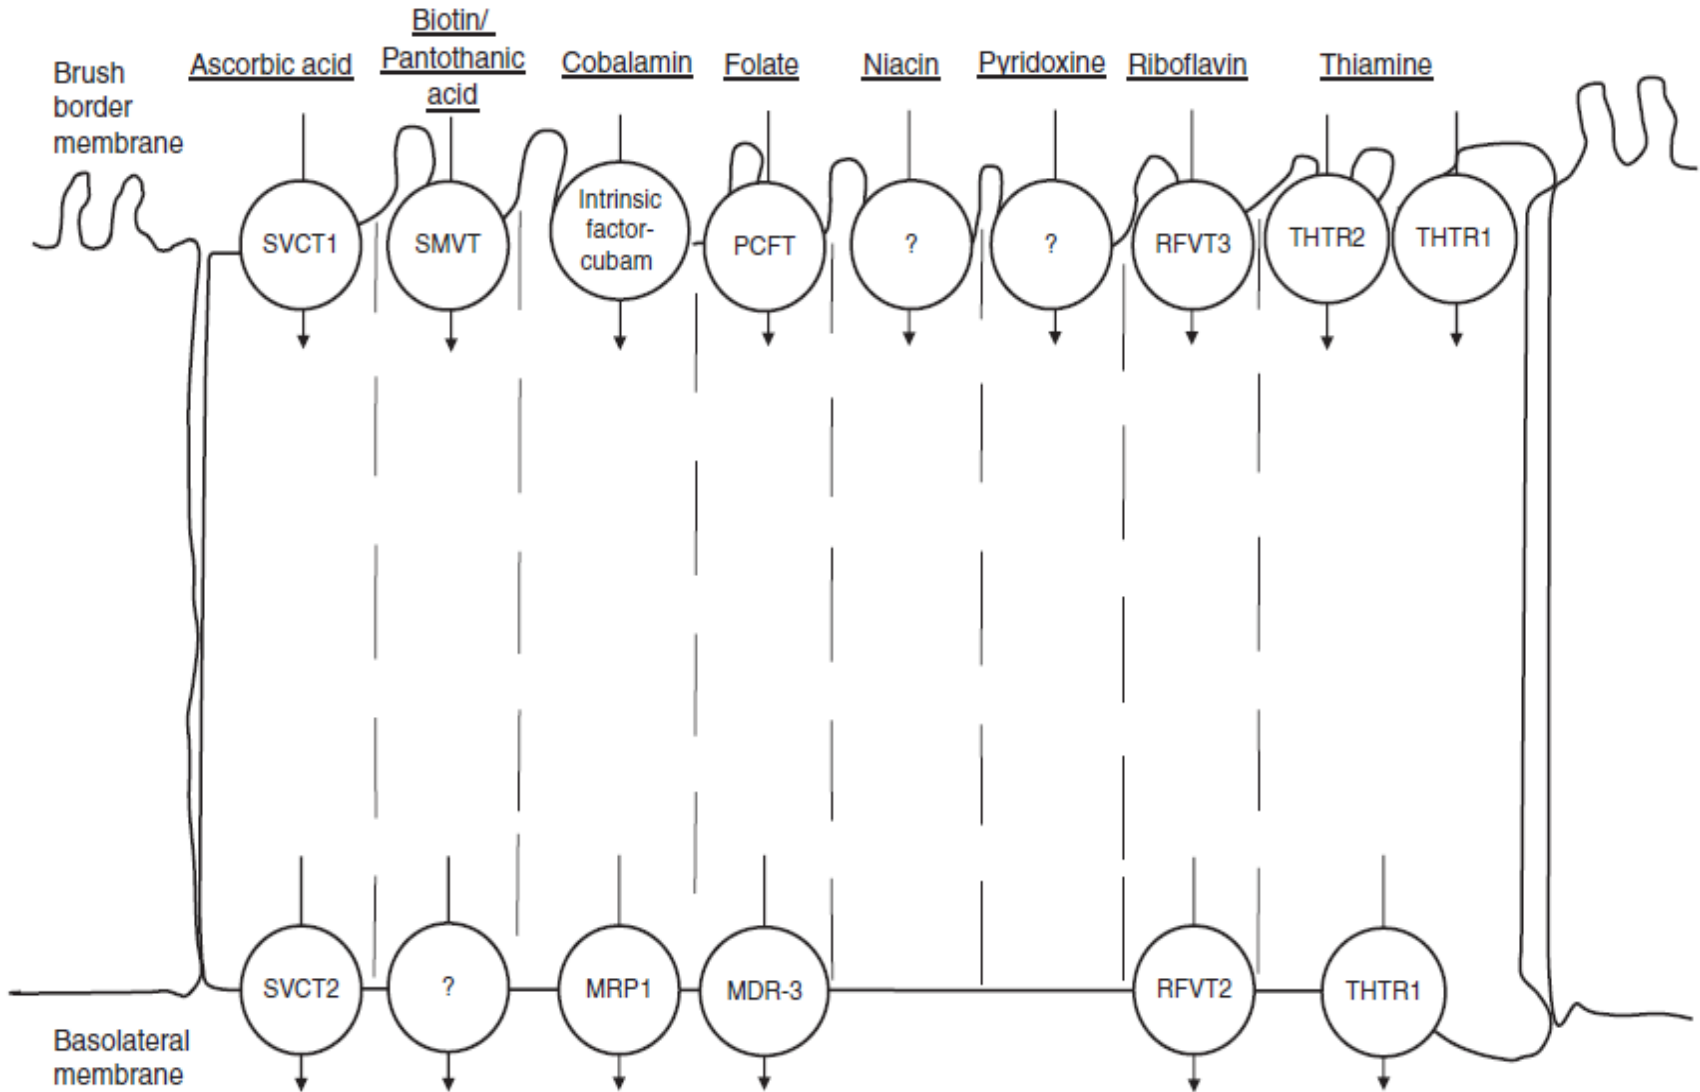 Biotin/
Pantothanic
acid
Ascorbic acid
Cobalamin
Folate
Niacin
Pyridoxine
Riboflavin
Thiamine
Brush
border
membrane
SVCT1
SMVT
Intrinsic
factor-
cubam
PCFT
?
?
RFVT3
THTR2
THTR1
SVCT2
?
MRP1
MDR-3
RFVT2
THTR1
Basolateral
membrane